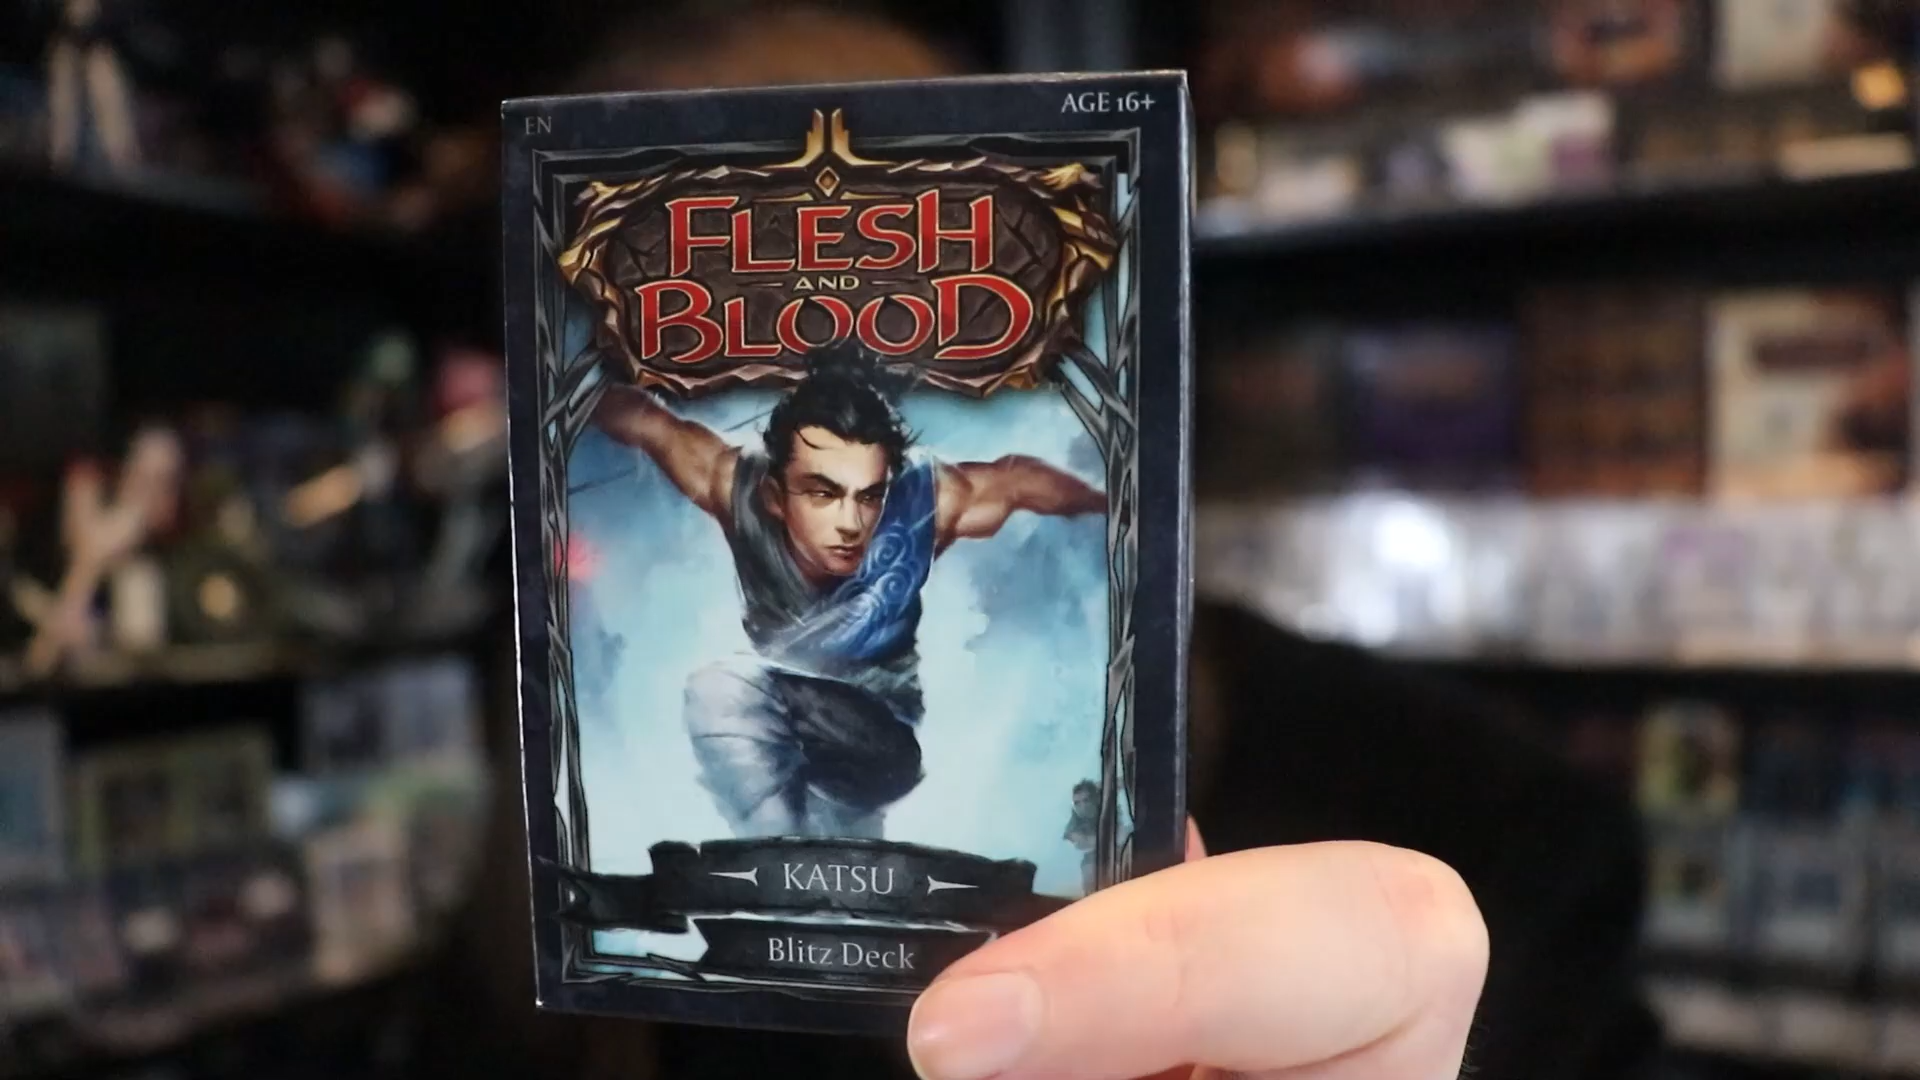 EN
AGE 16+
FLESH
AND
BLOOD
KATSU
Blitz Deck